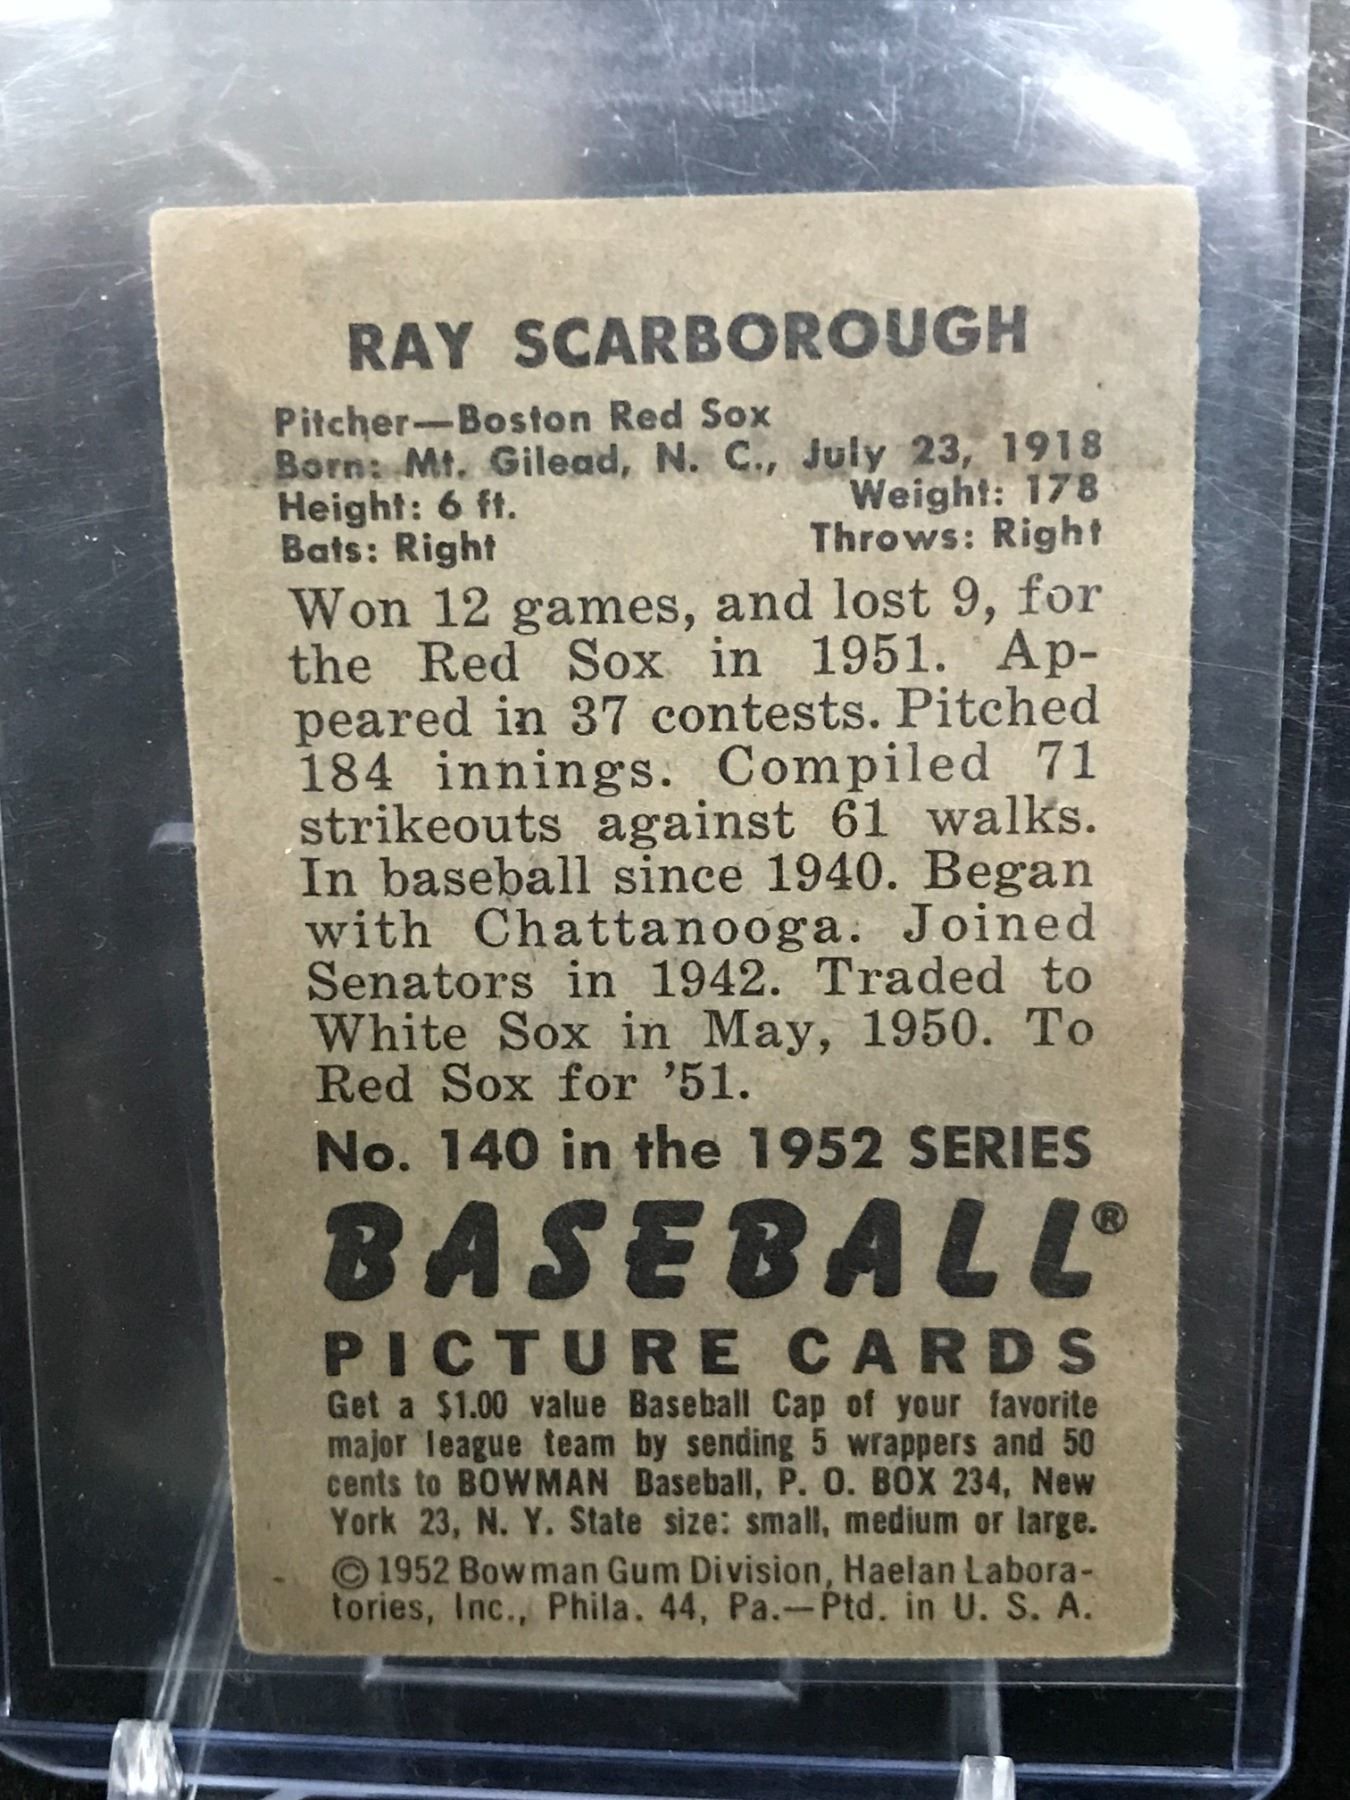 RAY SCARBOROUGH
Pitcher—Boston Red Sox
Born: Mt. Gilead, N. C., July 23, 1918
Height: 6 ft. Weight: 178
Bats: Right Throws: Right
Won 12 games, and lost 9, for
the Red Sox in 1951. Ap-
peared in 37 contests. Pitched
184 innings. Compiled 71
strikeouts against 61 walks.
In baseball since 1940. Began
with Chattanooga. Joined
Senators in 1942. Traded to
White Sox in May, 1950. To
Red Sox for '51.
No. 140 in the 1952 SERIES
BASEBALL®
PICTURE CARDS
Get a $1.00 value Baseball Cap of your favorite
major league team by sending 5 wrappers and 50
cents to BOWMAN Baseball, P. O. BOX 234, New
York 23, N. Y. State size: small, medium or large.
© 1952 Bowman Gum Division, Haelan Labora-
tories, Inc., Phila. 44, Pa.—Ptd. in U. S. A.